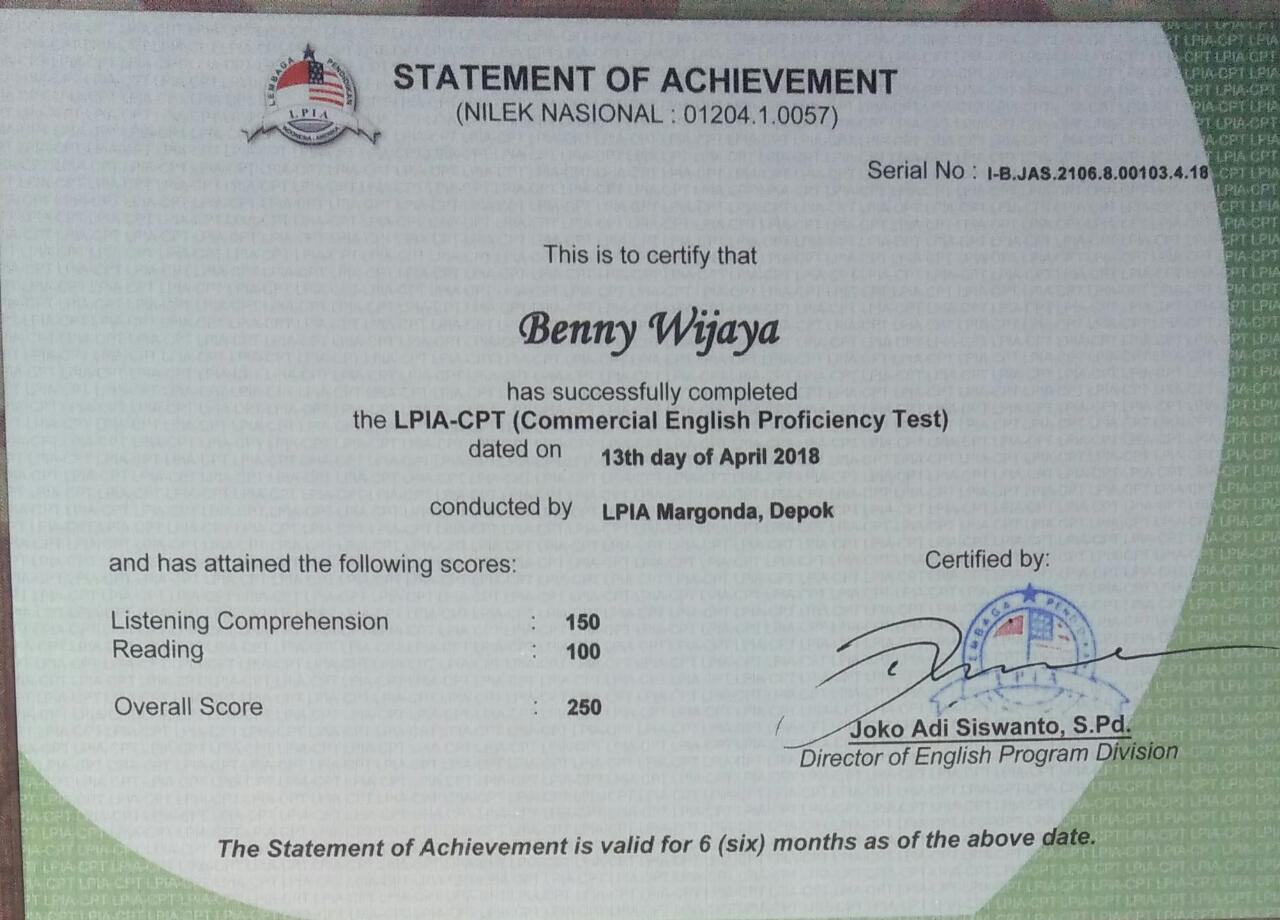 LEMBAGA PENDIDIKAN
LPIA
INDONESIA - AMERIKA
STATEMENT OF ACHIEVEMENT
(NILEK NASIONAL : 01204.1.0057)
Serial No : I-B.JAS.2106.8.00103.4.18
This is to certify that
Benny Wijaya
has successfully completed
the LPIA-CPT (Commercial English Proficiency Test)
dated on 13th day of April 2018
conducted by LPIA Margonda, Depok
and has attained the following scores:
Listening Comprehension : 150
Reading : 100
Overall Score : 250
Certified by:
LEMBAGA
LPIA
Joko Adi Siswanto, S.Pd.
Director of English Program Division
The Statement of Achievement is valid for 6 (six) months as of the above date.